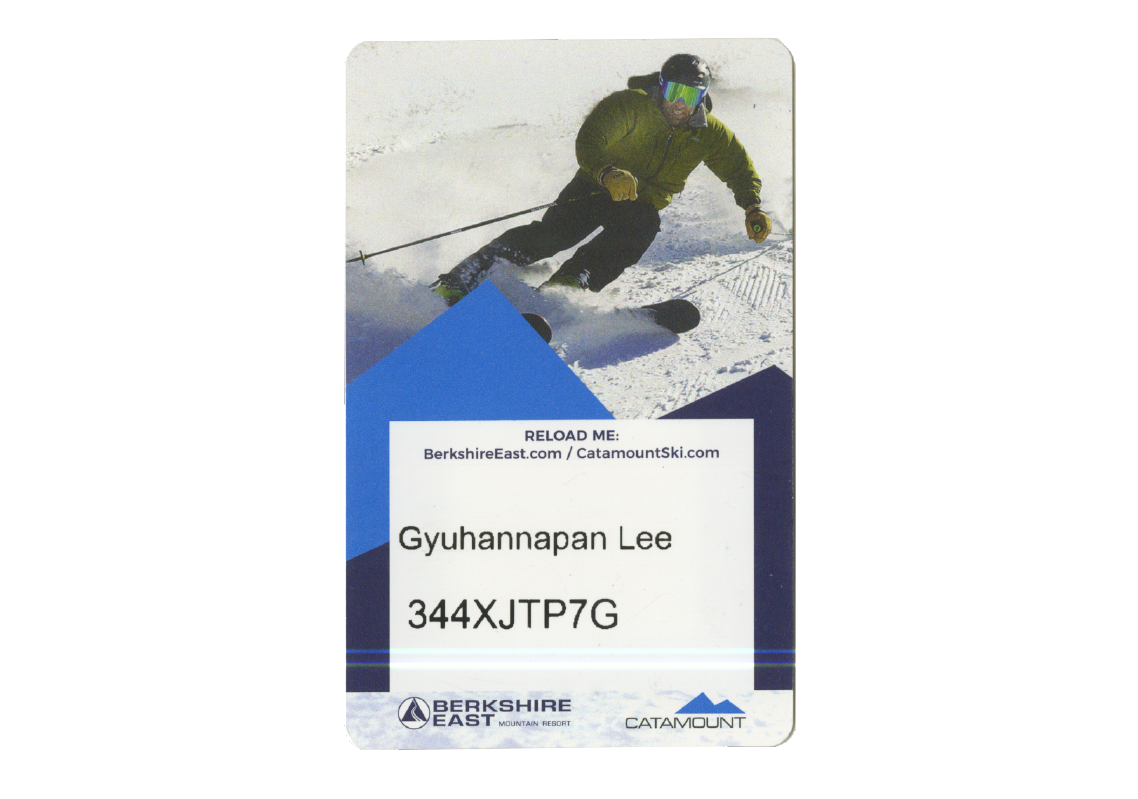 RELOAD ME:
BerkshireEast.com / CatamountSki.com
Gyuhannapan Lee
344XJTP7G
BERKSHIRE
EAST MOUNTAIN RESORT
CATAMOUNT